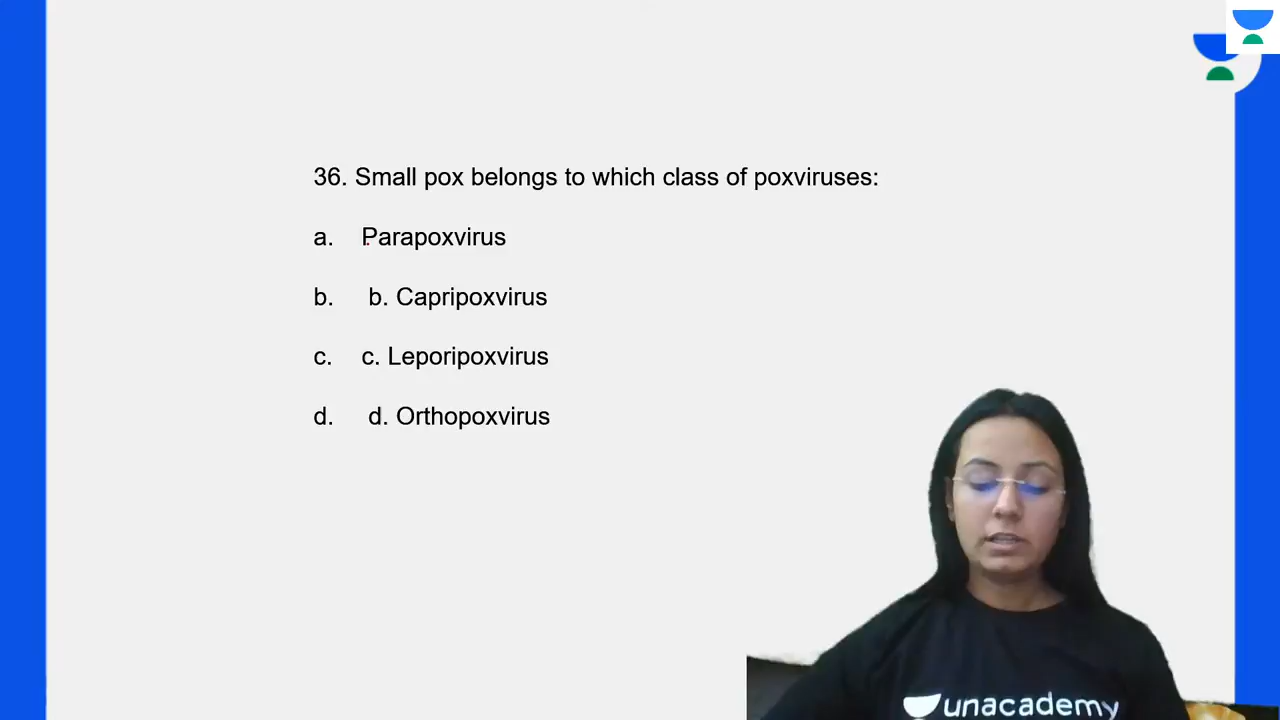 36. Small pox belongs to which class of poxviruses:
a. Parapoxvirus
b. b. Capripoxvirus
c. c. Leporipoxvirus
d. d. Orthopoxvirus
unacademy